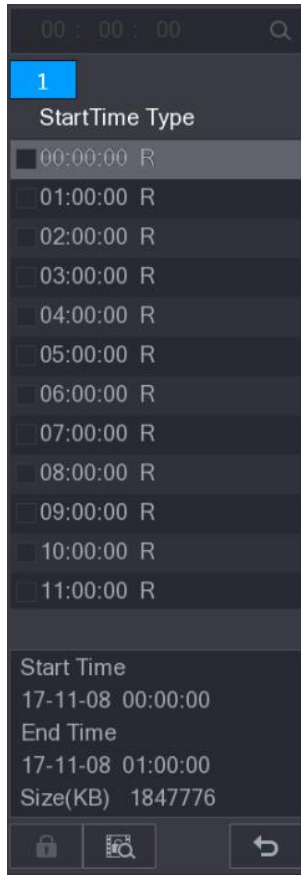 00 : 00 : 00
1
StartTime Type
00:00:00 R
01:00:00 R
02:00:00 R
03:00:00 R
04:00:00 R
05:00:00 R
06:00:00 R
07:00:00 R
08:00:00 R
09:00:00 R
10:00:00 R
11:00:00 R
Start Time
17-11-08 00:00:00
End Time
17-11-08 01:00:00
Size(KB) 1847776